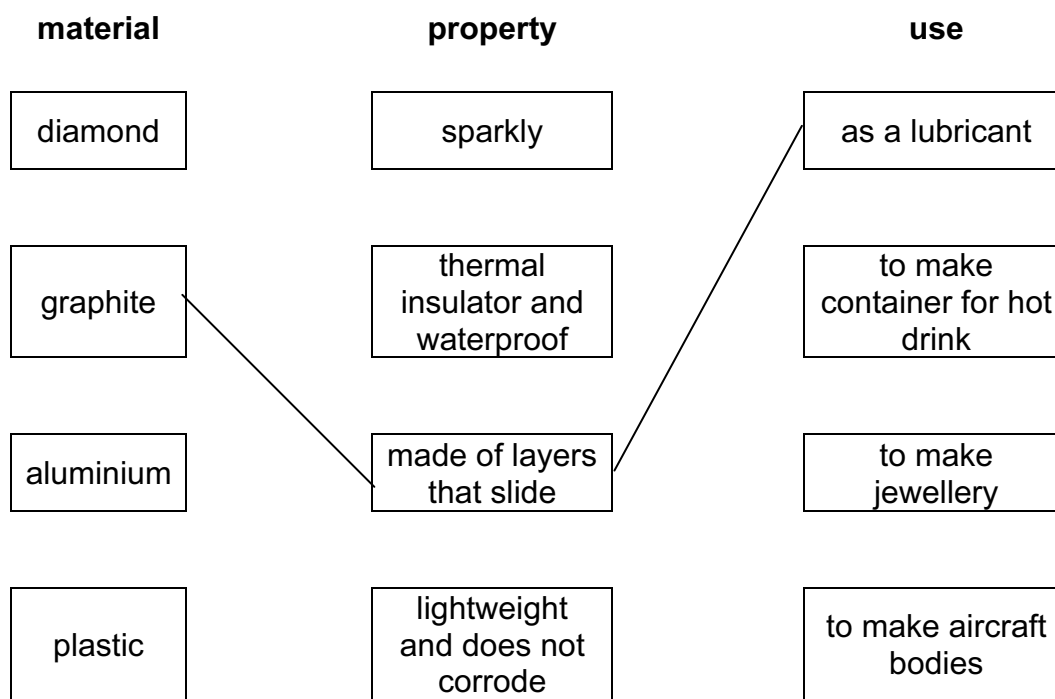 material
property
use
diamond
sparkly
as a lubricant
graphite
thermal
insulator and
waterproof
to make
container for hot
drink
aluminium
made of layers
that slide
to make
jewellery
plastic
lightweight
and does not
corrode
to make aircraft
bodies